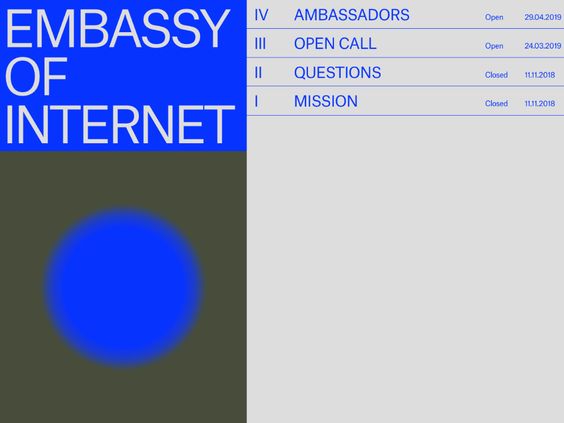 EMBASSY
OF
INTERNET
IV AMBASSADORS Open 29.04.2019
III OPEN CALL Open 24.03.2019
II QUESTIONS Closed 11.11.2018
I MISSION Closed 11.11.2018